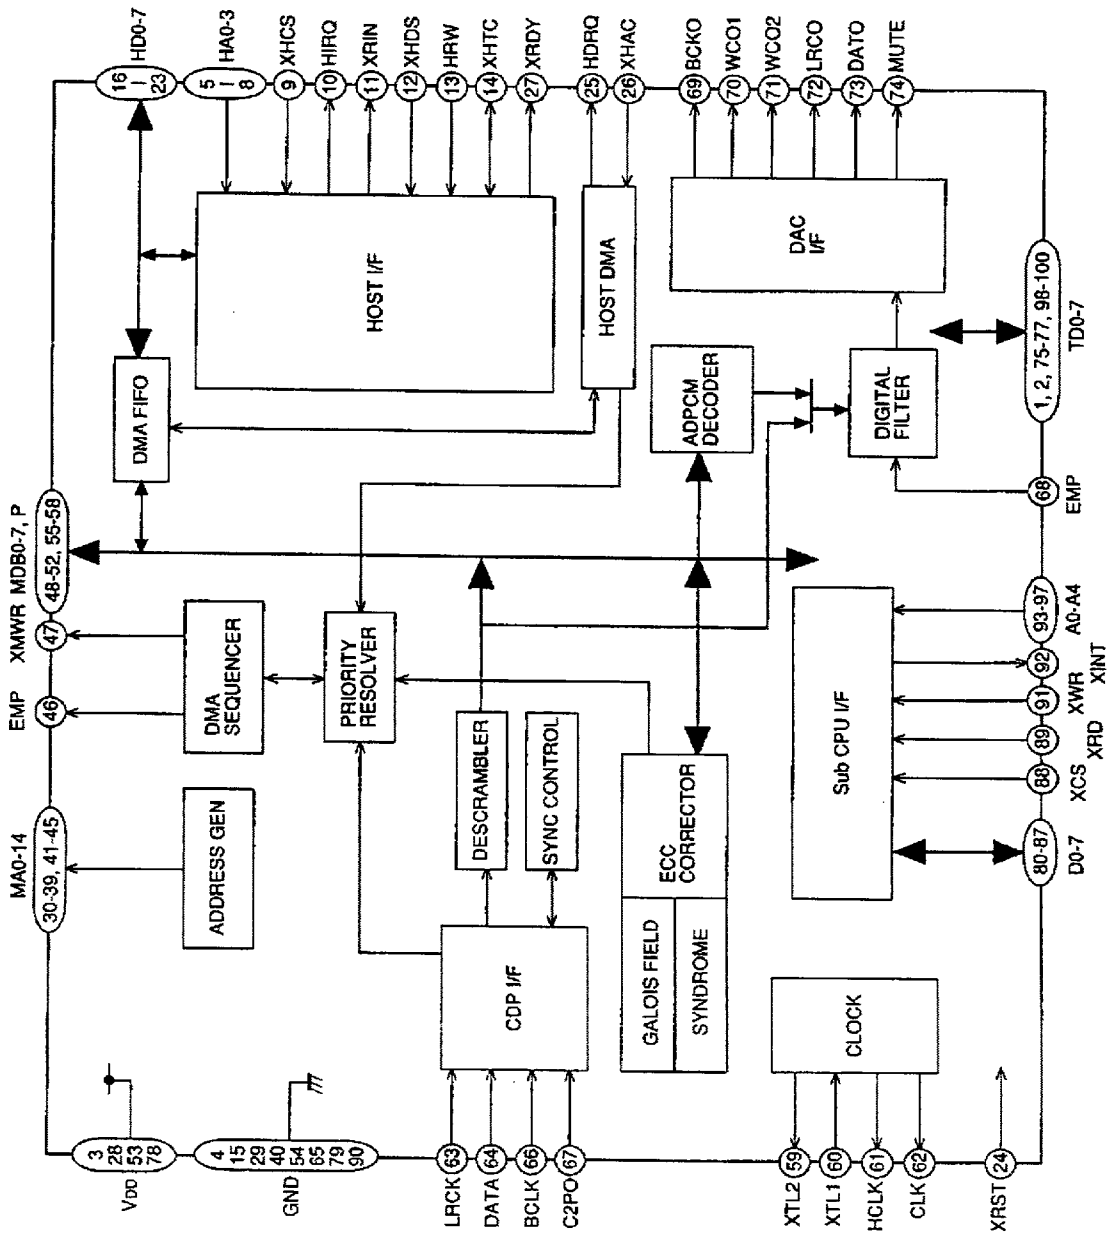 VDD
3
28
53
78
GND
4
15
29
40
54
65
79
90
LRCK 63
DATA 64
BCLK 66
C2PO 67
XTL2 59
XTL1 60
HCLK 61
CLK 62
XRST 24
MA0-14
30-39, 41-45
EMP
46
XMWR
47
MDB0-7, P
48-52, 55-58
ADDRESS GEN
DMA
SEQUENCER
PRIORITY
RESOLVER
DMA FIFO
CDP I/F
DESCRAMBLER
SYNC CONTROL
GALOIS FIELD
SYNDROME
ECC
CORRECTOR
CLOCK
Sub CPU I/F
HOST I/F
HOST DMA
ADPCM
DECODER
DIGITAL
FILTER
DAC
I/F
16
|
23
HD0-7
5
|
8
HA0-3
9 XHCS
10 HIRQ
11 XRIN
12 XHDS
13 HRW
14 XHTC
27 XRDY
25 HDRQ
26 XHAC
69 BCKO
70 WCO1
71 WCO2
72 LRCO
73 DATO
74 MUTE
80-87
D0-7
88
XCS
89
XRD
91
XWR
92
XINT
93-97
A0-A4
68
EMP
1, 2, 75-77, 98-100
TD0-7